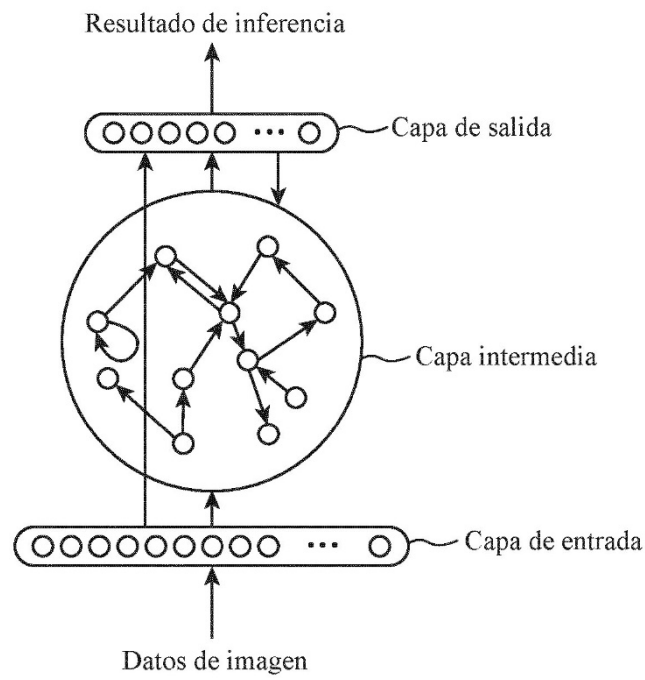 Resultado de inferencia
Capa de salida
Capa intermedia
Capa de entrada
Datos de imagen